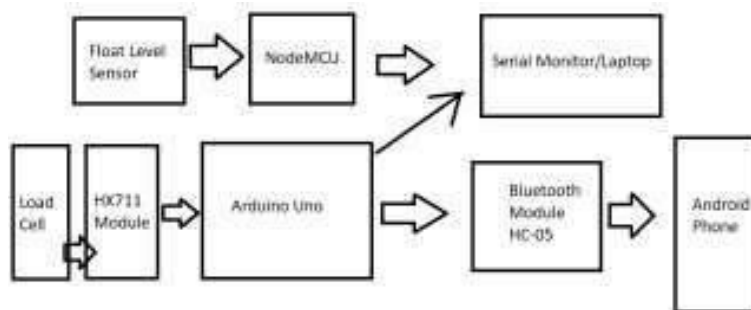 Float Level
Sensor
NodeMCU
Serial Monitor/Laptop
Load
Cell
HX711
Module
Arduino Uno
Bluetooth
Module
HC-05
Android
Phone